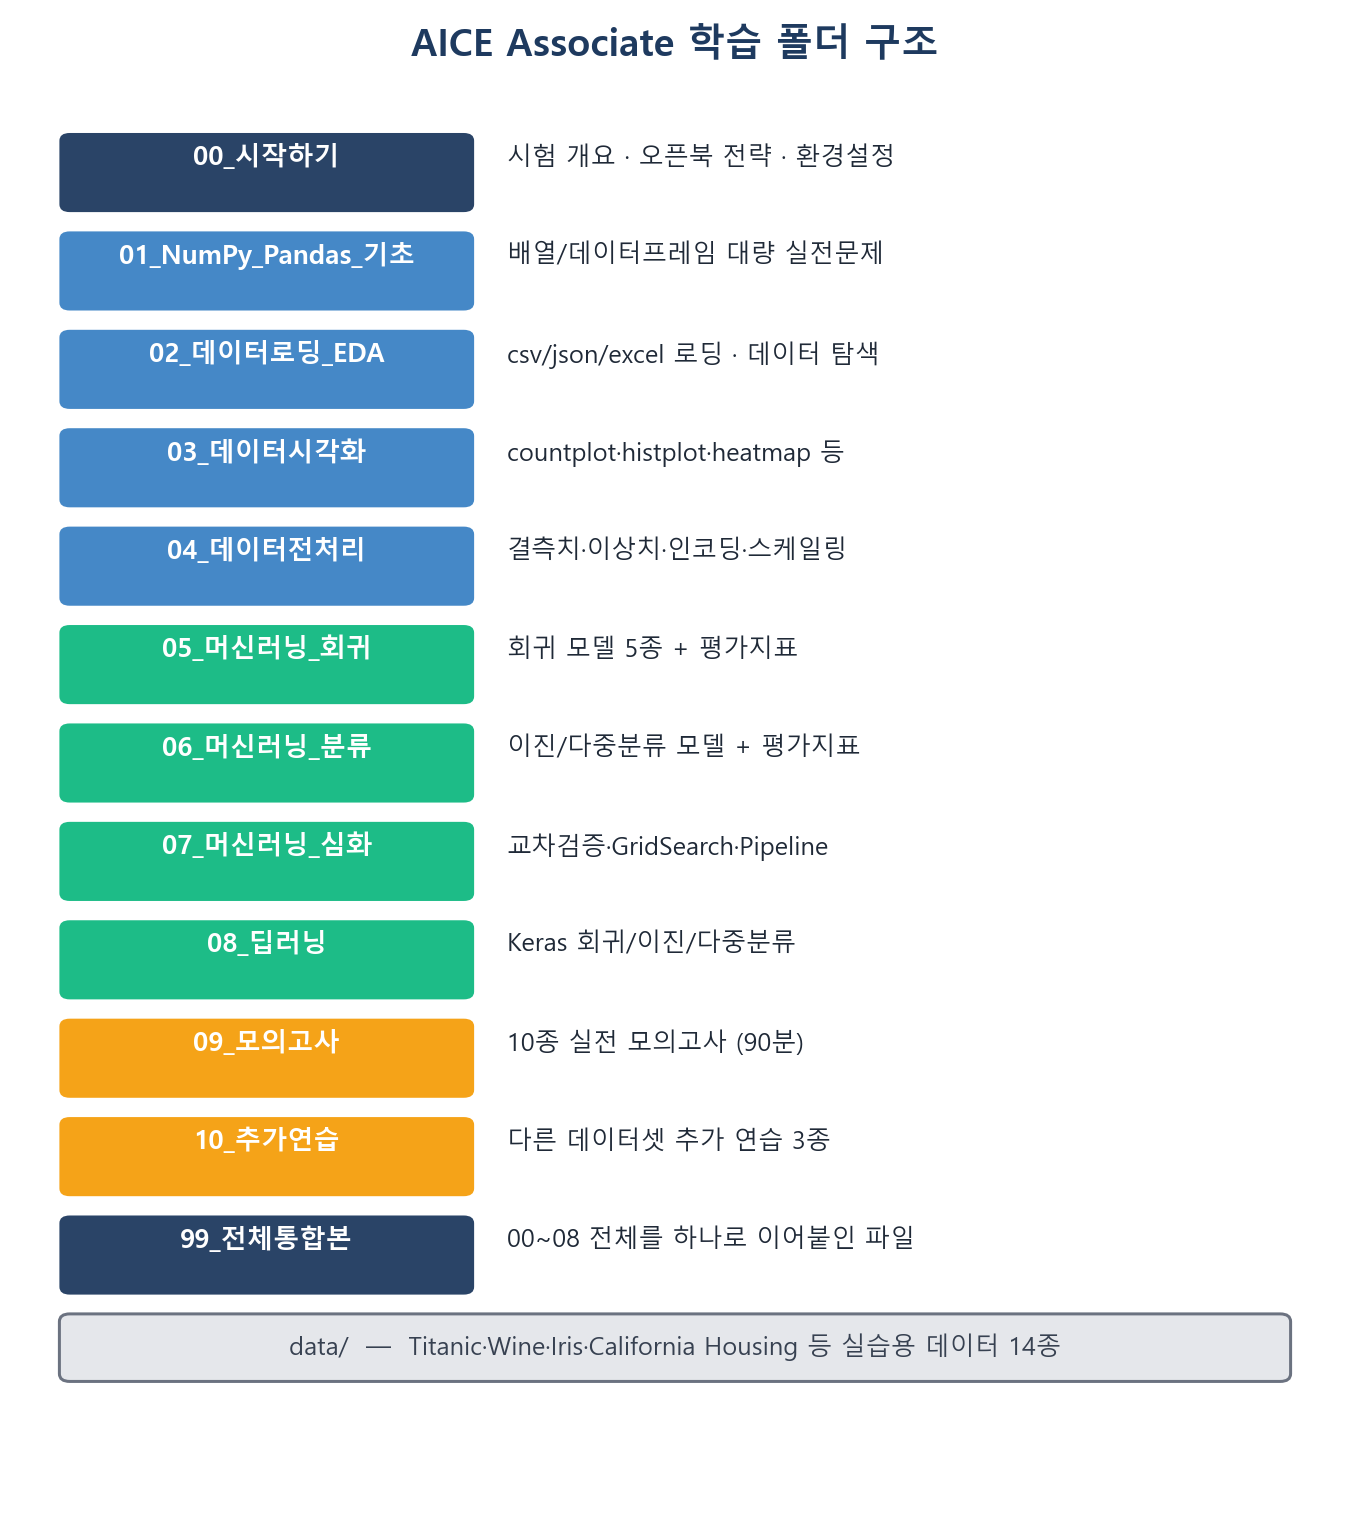 AICE Associate 학습 폴더 구조
00_시작하기
시험 개요 · 오픈북 전략 · 환경설정
01_NumPy_Pandas_기초
배열/데이터프레임 대량 실전문제
02_데이터로딩_EDA
csv/json/excel 로딩 · 데이터 탐색
03_데이터시각화
countplot·histplot·heatmap 등
04_데이터전처리
결측치·이상치·인코딩·스케일링
05_머신러닝_회귀
회귀 모델 5종 + 평가지표
06_머신러닝_분류
이진/다중분류 모델 + 평가지표
07_머신러닝_심화
교차검증·GridSearch·Pipeline
08_딥러닝
Keras 회귀/이진/다중분류
09_모의고사
10종 실전 모의고사 (90분)
10_추가연습
다른 데이터셋 추가 연습 3종
99_전체통합본
00~08 전체를 하나로 이어붙인 파일
data/ — Titanic·Wine·Iris·California Housing 등 실습용 데이터 14종